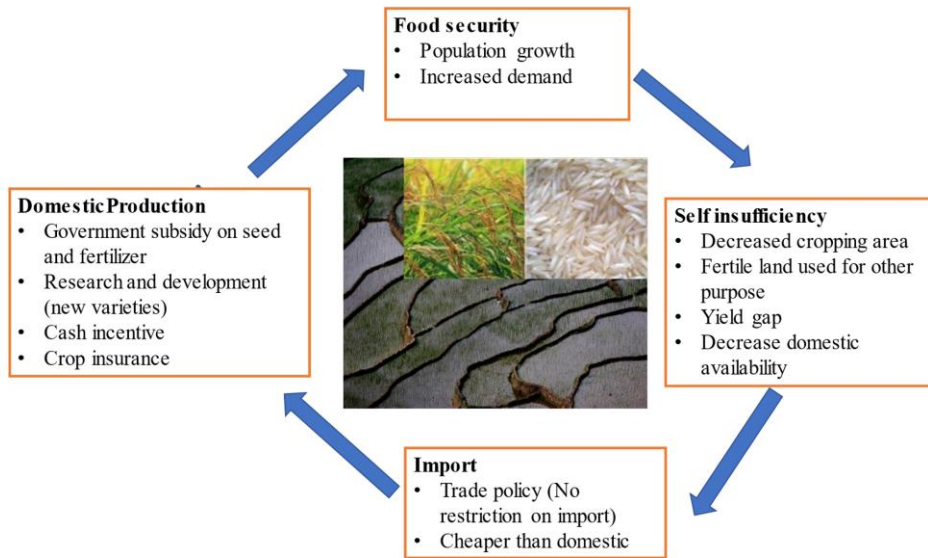 Food security
• Population growth
• Increased demand
Domestic Production
• Government subsidy on seed
and fertilizer
• Research and development
(new varieties)
• Cash incentive
• Crop insurance
Self insufficiency
• Decreased cropping area
• Fertile land used for other
purpose
• Yield gap
• Decrease domestic
availability
Import
• Trade policy (No
restriction on import)
• Cheaper than domestic